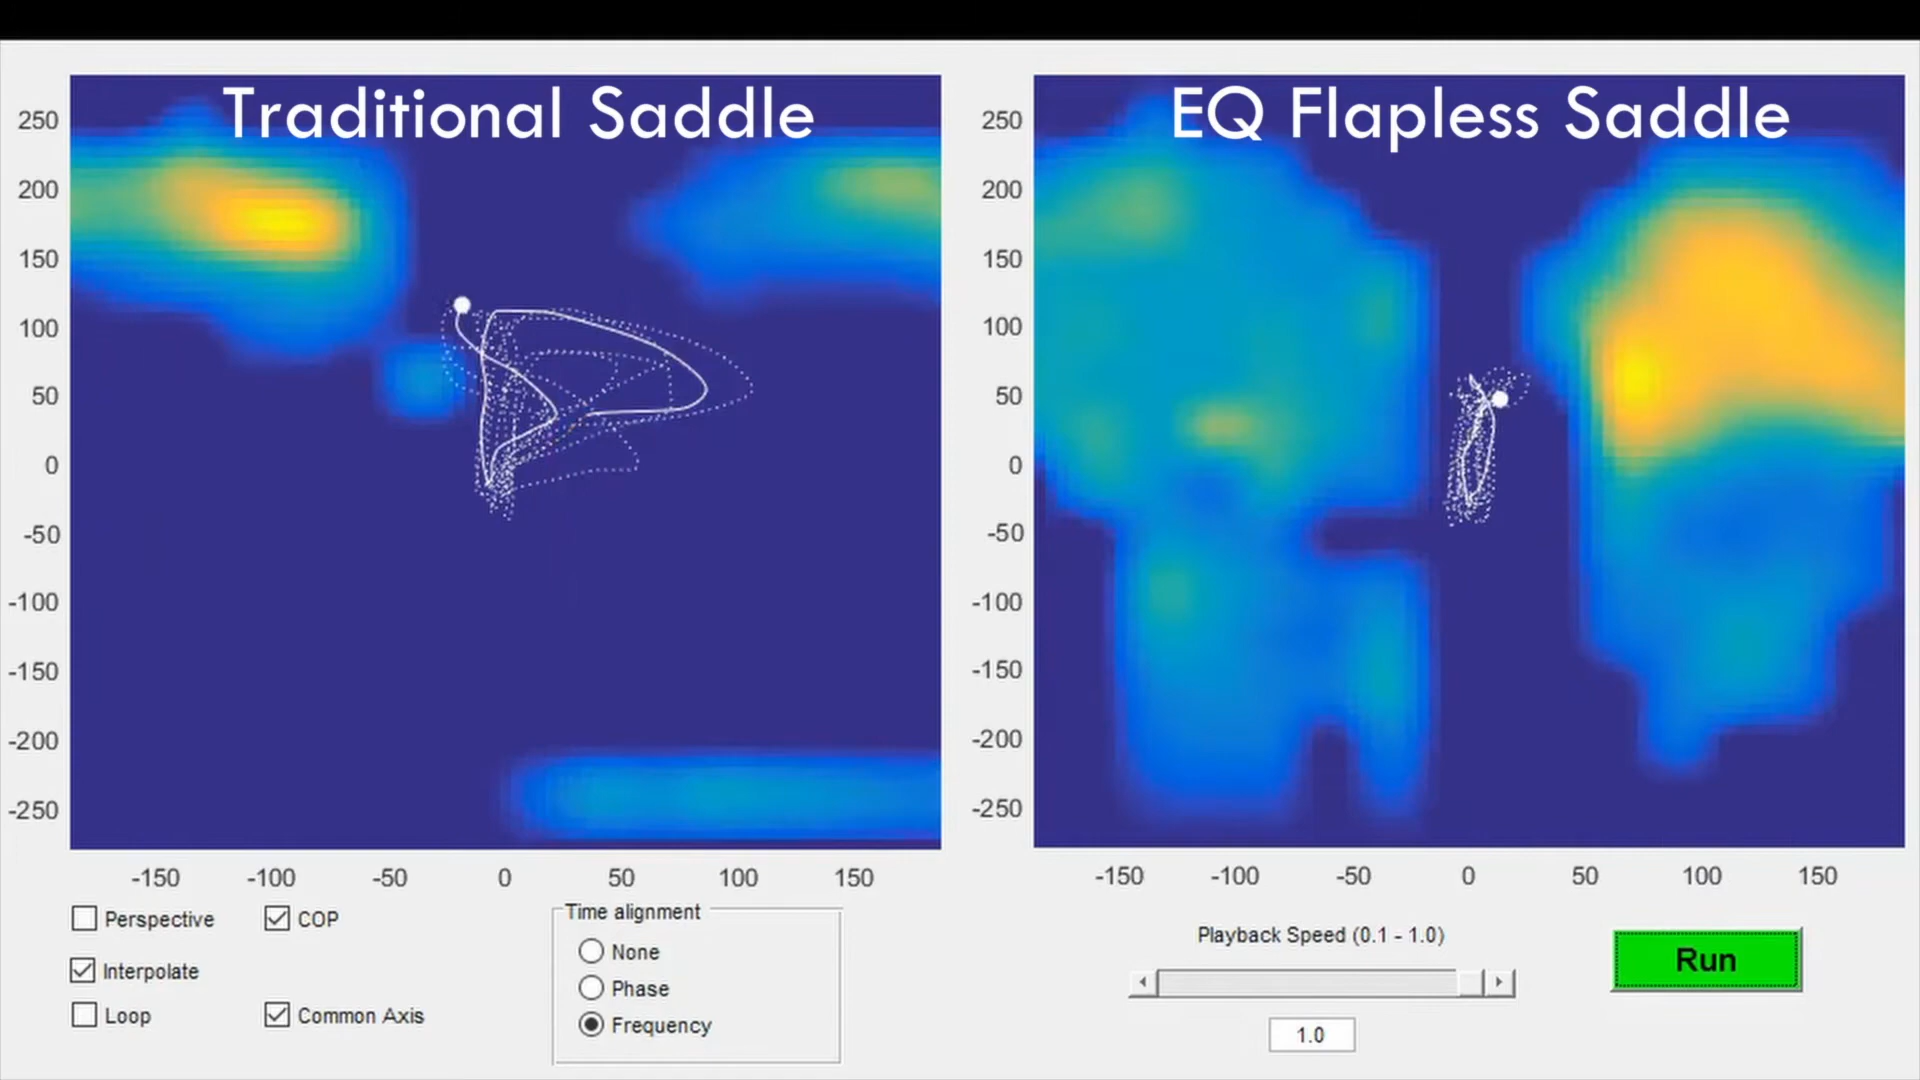 Traditional Saddle
250
200
150
100
50
0
-50
-100
-150
-200
-250
-150 -100 -50 0 50 100 150
EQ Flapless Saddle
250
200
150
100
50
0
-50
-100
-150
-200
-250
-150 -100 -50 0 50 100 150
Perspective
COP
Interpolate
Loop
Common Axis
Time alignment
None
Phase
Frequency
Playback Speed (0.1 - 1.0)
1.0
Run